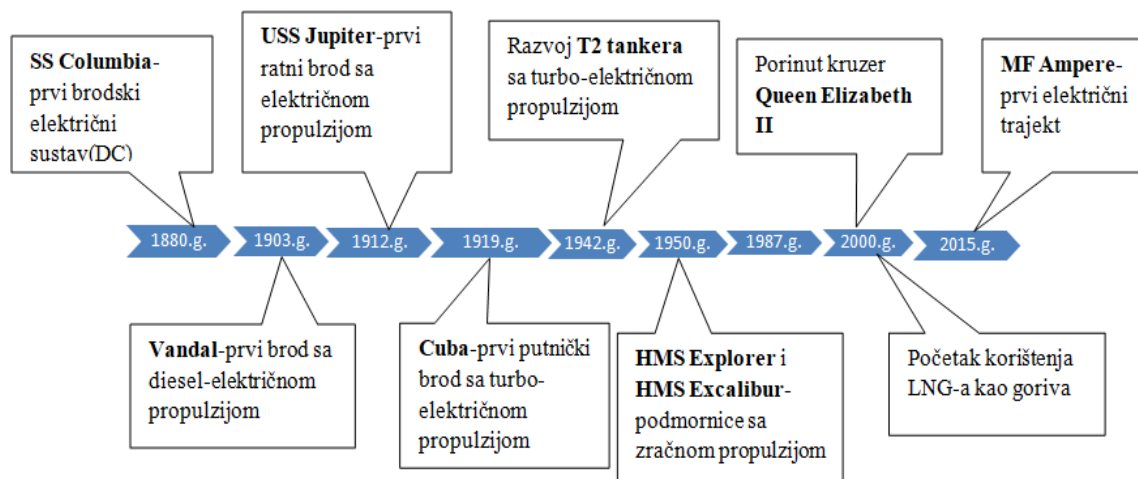 SS Columbia-
prvi brodski
električni
sustav(DC)
USS Jupiter-prvi
ratni brod sa
električnom
propulzijom
Razvoj T2 tankera
sa turbo-električnom
propulzijom
Porinut kruzer
Queen Elizabeth
II
MF Ampere-
prvi električni
trajekt
1880.g.
1903.g.
1912.g.
1919.g.
1942.g.
1950.g.
1987.g.
2000.g.
2015.g.
Vandal-prvi brod sa
diesel-električnom
propulzijom
Cuba-prvi putnički
brod sa turbo-
električnom
propulzijom
HMS Explorer i
HMS Excalibur-
podmornice sa
zračnom propulzijom
Početak korištenja
LNG-a kao goriva